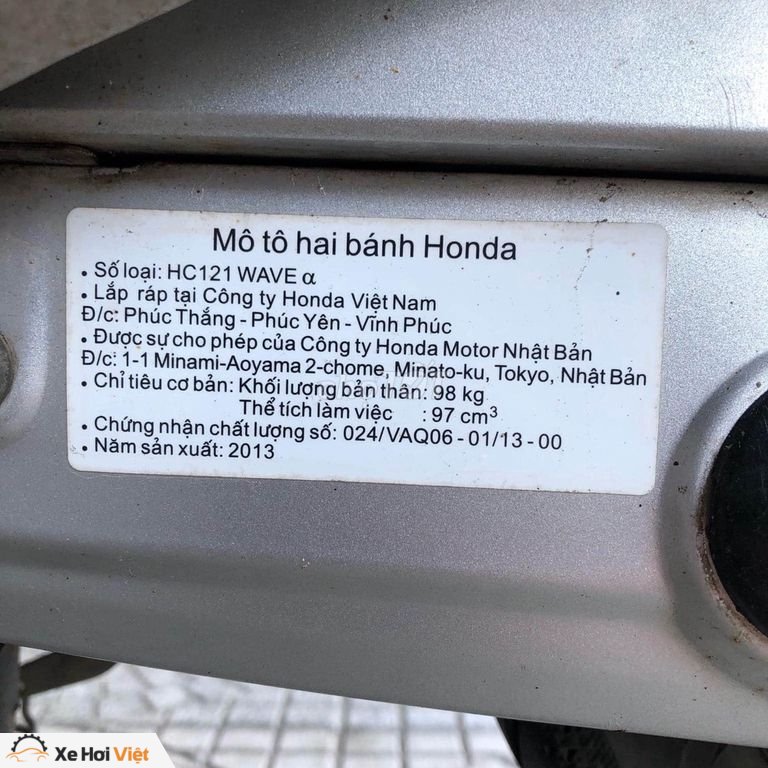 Mô tô hai bánh Honda
• Số loại: HC121 WAVE α
• Lắp ráp tại Công ty Honda Việt Nam
Đ/c: Phúc Thắng - Phúc Yên - Vĩnh Phúc
• Được sự cho phép của Công ty Honda Motor Nhật Bản
Đ/c: 1-1 Minami-Aoyama 2-chome, Minato-ku, Tokyo, Nhật Bản
• Chỉ tiêu cơ bản: Khối lượng bản thân: 98 kg
Thể tích làm việc : 97 cm³
• Chứng nhận chất lượng số: 024/VAQ06 - 01/13 - 00
• Năm sản xuất: 2013
Xe Hơi Việt